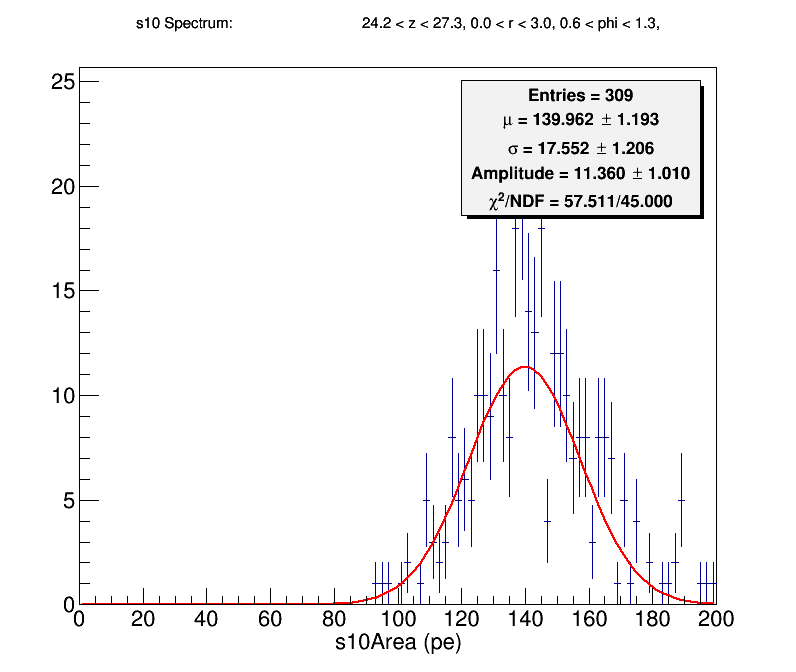 s10 Spectrum: 24.2 < z < 27.3, 0.0 < r < 3.0, 0.6 < phi < 1.3,
25
Entries = 309
μ = 139.962 ± 1.193
σ = 17.552 ± 1.206
Amplitude = 11.360 ± 1.010
χ²/NDF = 57.511/45.000
20
15
10
5
0
0 20 40 60 80 100 120 140 160 180 200
s10Area (pe)